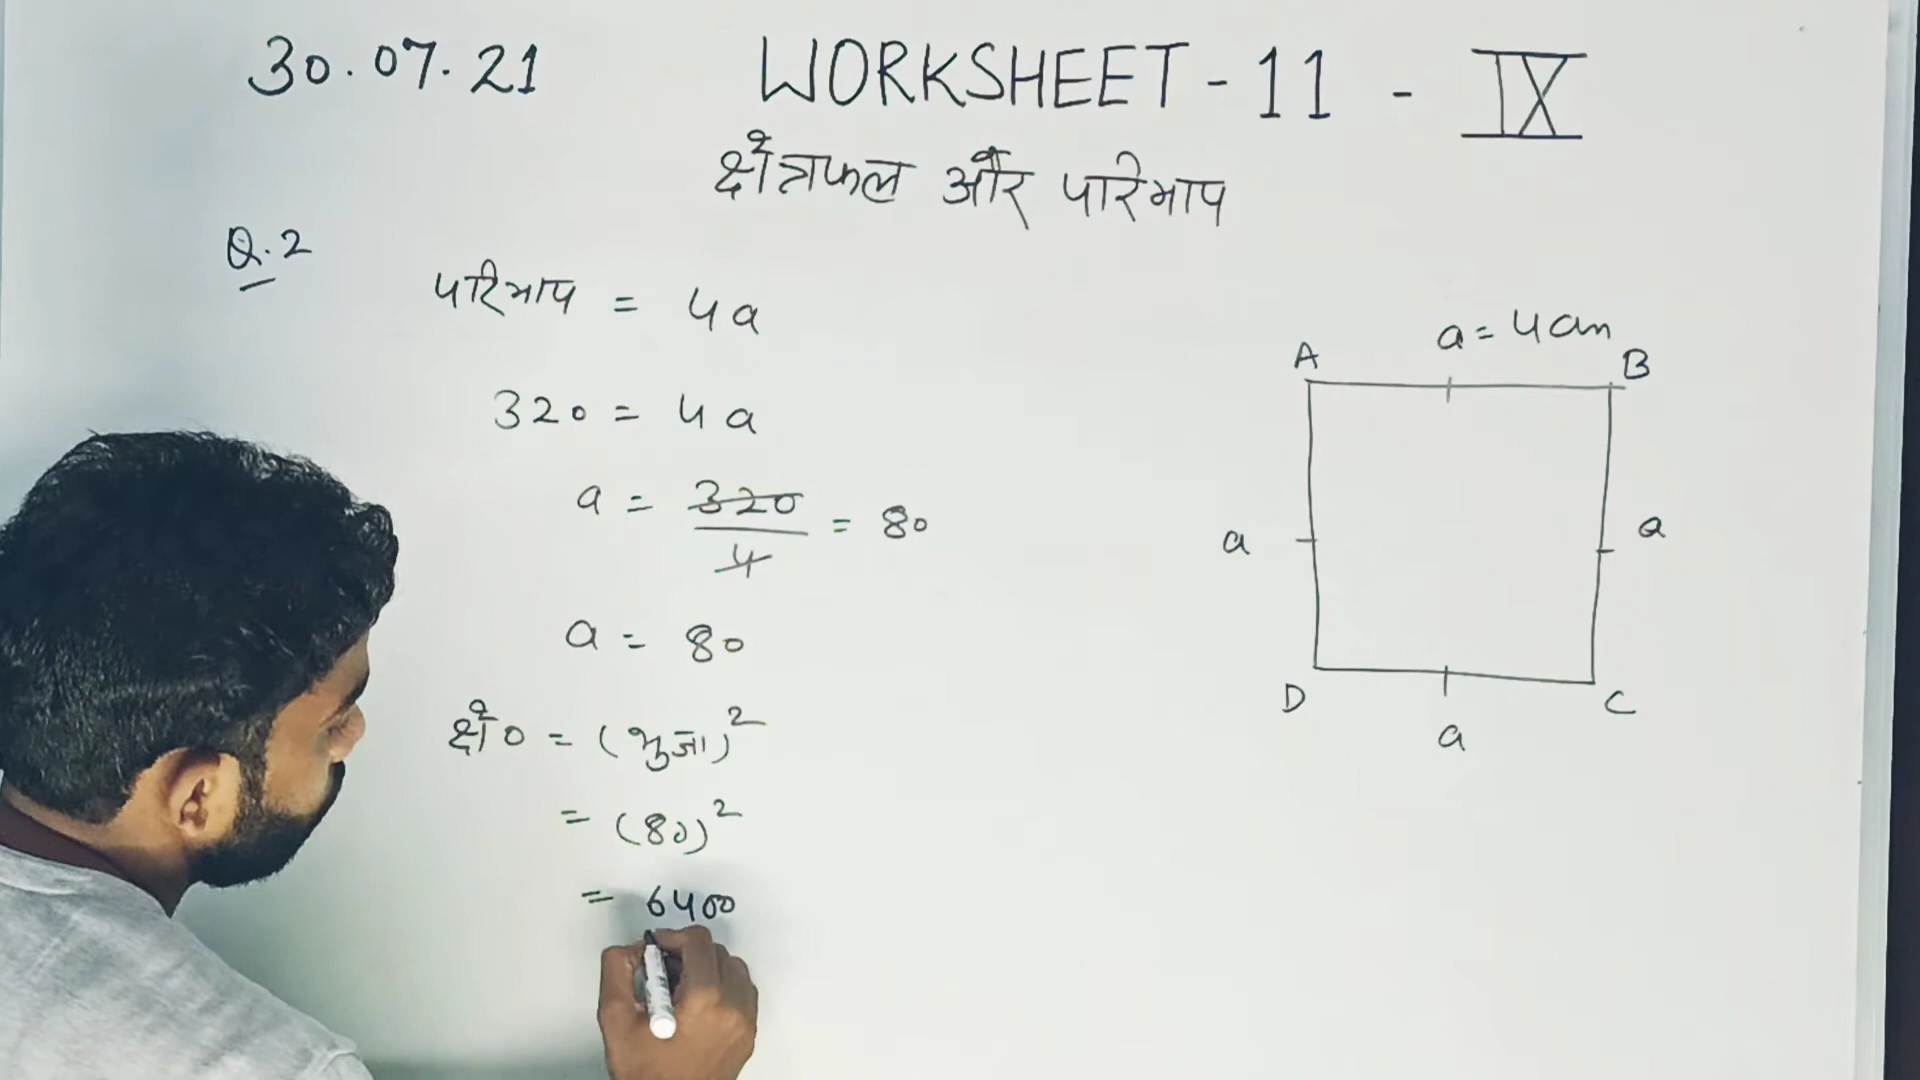 30.07.21 WORKSHEET - 11 - IX
क्षेत्रफल और परिमाप
Q.2
परिमाप = 4a
320 = 4a
a = 320/4 = 80
a = 80
क्षे० = (भुजा)²
= (80)²
= 6400
a = 4cm
A B
a a
D C
a